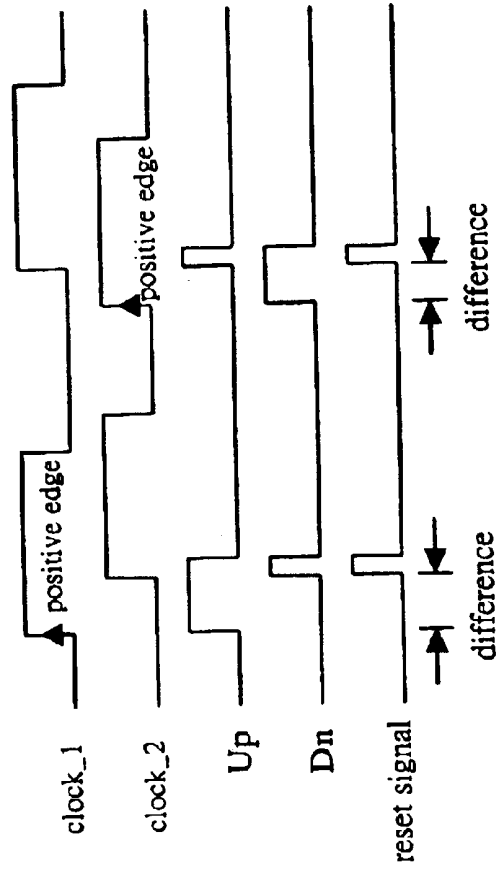 clock_1
positive edge
clock_2
positive edge
Up
Dn
reset signal
difference
difference